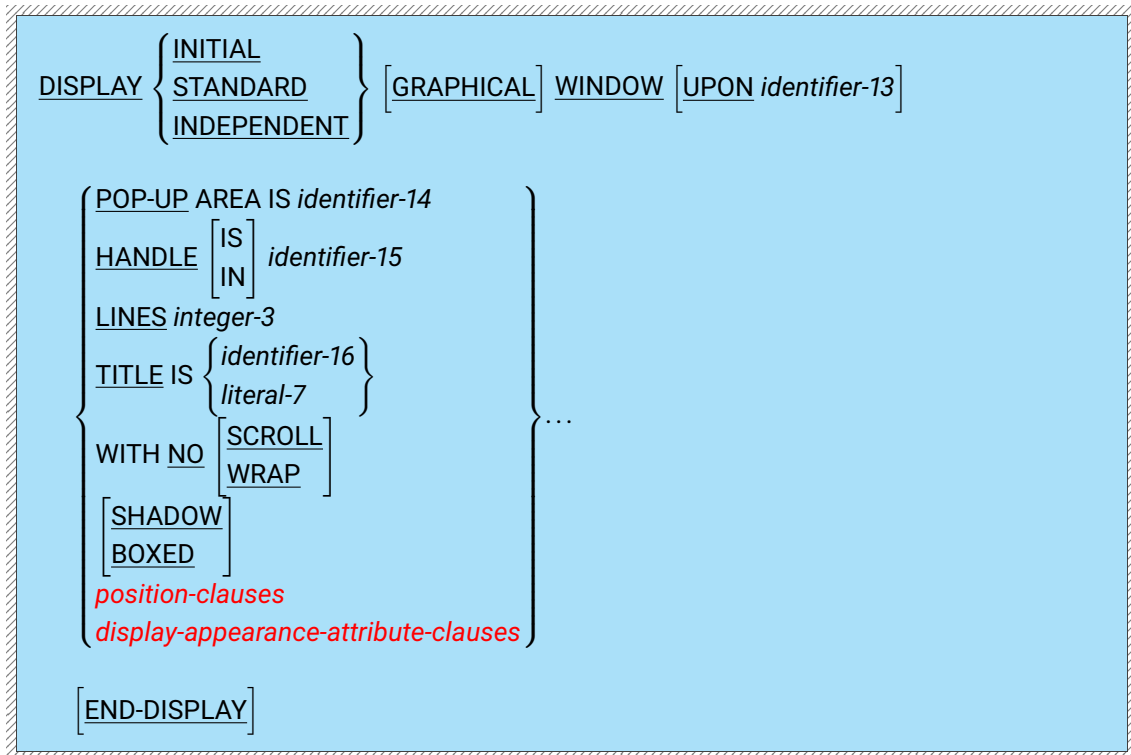 INITIAL
DISPLAY STANDARD [GRAPHICAL] WINDOW [UPON identifier-13]
INDEPENDENT
POP-UP AREA IS identifier-14
IS
HANDLE identifier-15
IN
LINES integer-3
identifier-16
TITLE IS
literal-7
SCROLL
WITH NO
WRAP
...
SHADOW
BOXED
position-clauses
display-appearance-attribute-clauses
[END-DISPLAY]